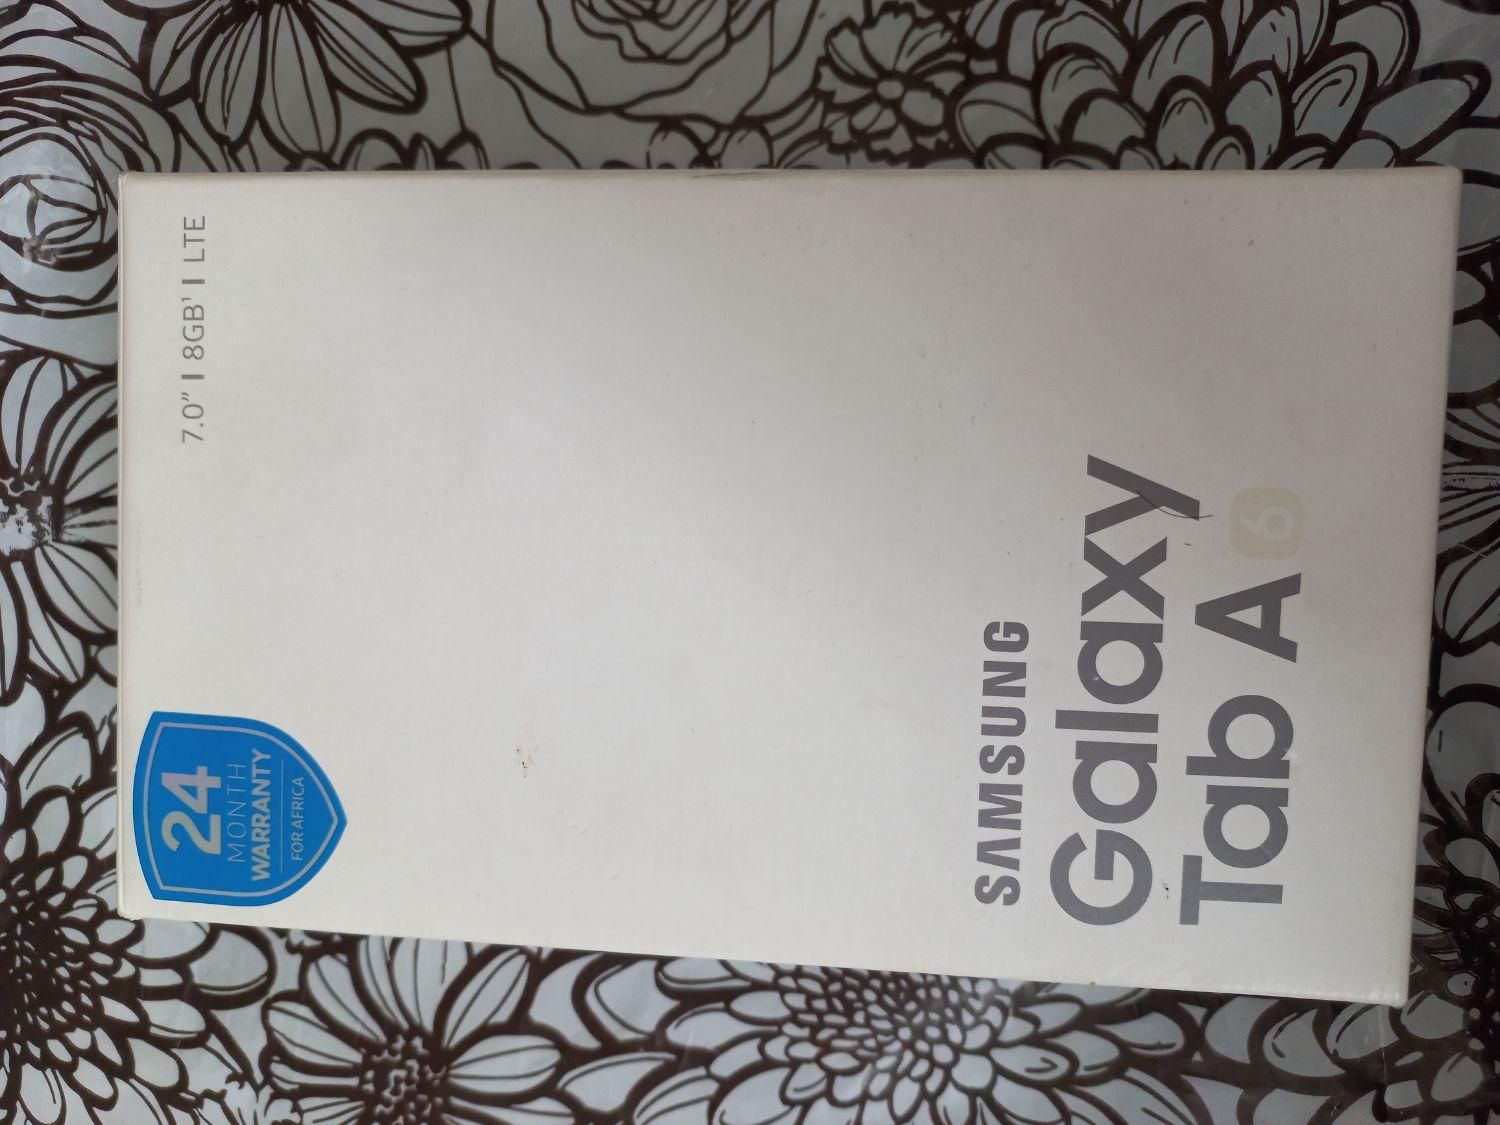 24
MONTH
WARRANTY
FOR AFRICA
7.0” I 8GB¹ I LTE
SAMSUNG
Galaxy
Tab A 6